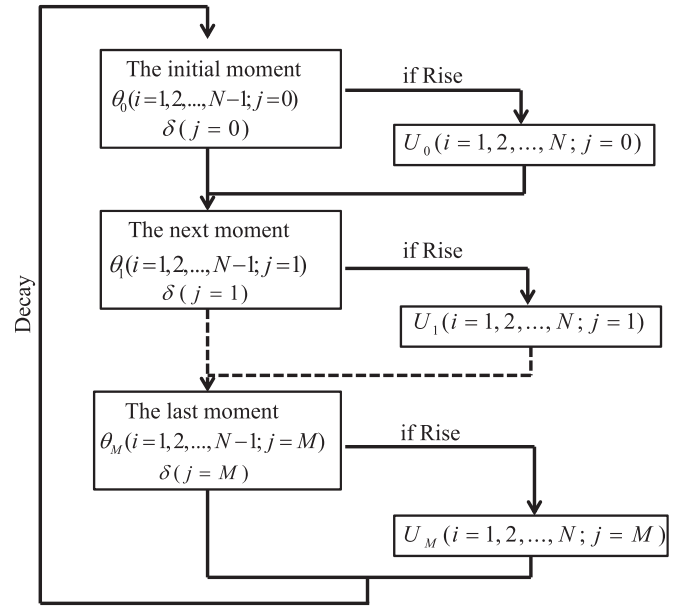 The initial moment
if Rise
θ₀(i=1,2,...,N−1; j=0)
δ(j = 0)
U₀(i = 1, 2, ..., N; j = 0)
The next moment
if Rise
θ₁(i=1,2,...,N−1; j=1)
δ(j = 1)
Decay
U₁(i = 1, 2, ..., N; j = 1)
The last moment
if Rise
θ_M(i=1,2,...,N−1; j=M)
δ(j = M)
U_M(i = 1, 2, ..., N; j = M)